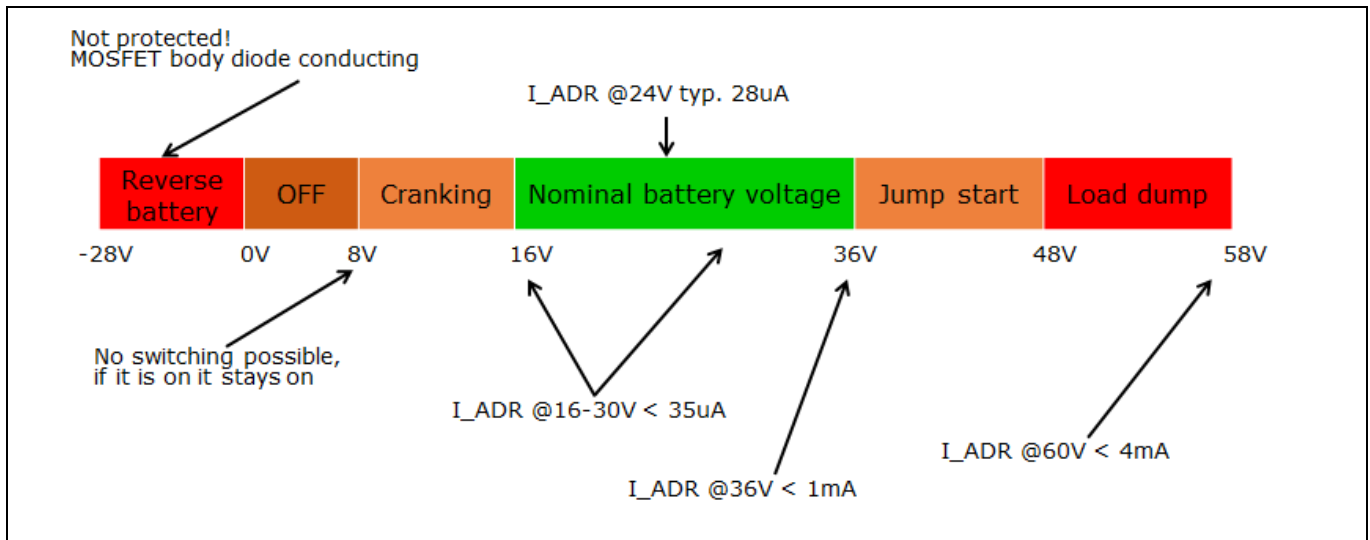 Not protected!
MOSFET body diode conducting
I_ADR @24V typ. 28uA
Reverse
battery
OFF
Cranking
Nominal battery voltage
Jump start
Load dump
-28V
0V
8V
16V
36V
48V
58V
No switching possible,
if it is on it stays on
I_ADR @16-30V < 35uA
I_ADR @60V < 4mA
I_ADR @36V < 1mA